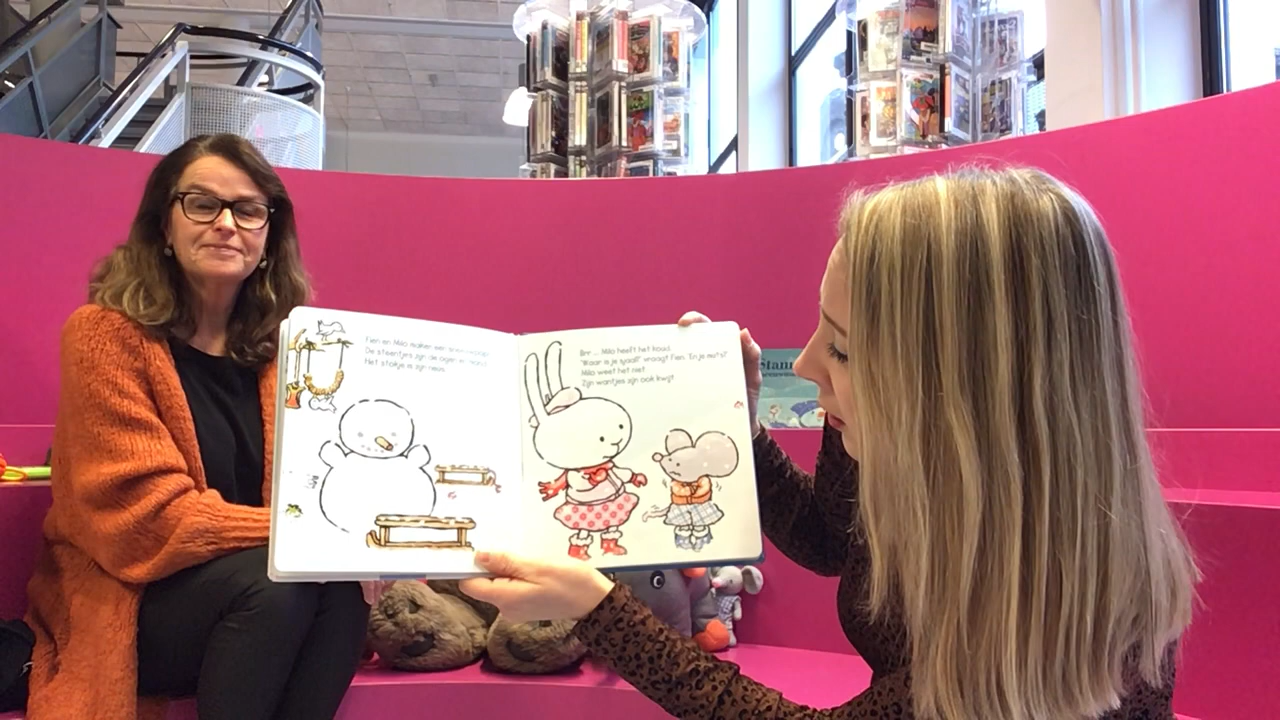 Fien en Milo maken een sneeuwpop.
De steentjes zijn de ogen en mond.
Het stokje is zijn neus.
Brr ... Milo heeft het koud.
'Waar is je sjaal?' vraagt Fien. 'En je muts?'
Milo weet het niet.
Zijn wantjes zijn ook kwijt.